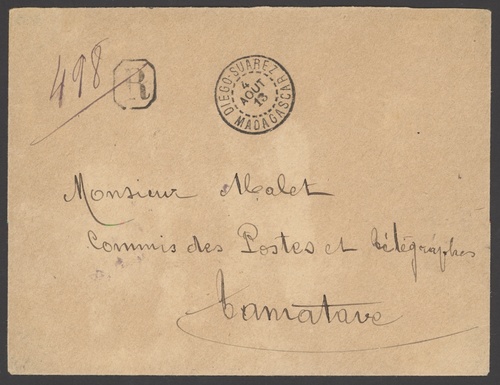 498
R
DIEGO-SUAREZ
4
AOUT
13
MADAGASCAR
Monsieur Malet
Commis des Postes et télégraphes
Tamatave